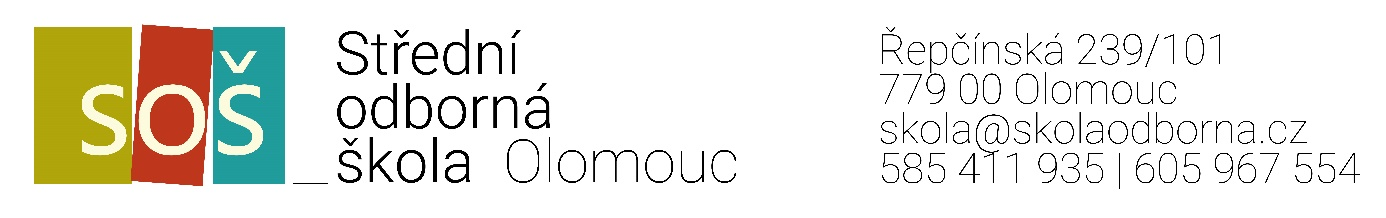 SOŠ
Střední
odborná
škola Olomouc
Řepčínská 239/101
779 00 Olomouc
skola@skolaodborna.cz
585 411 935 | 605 967 554